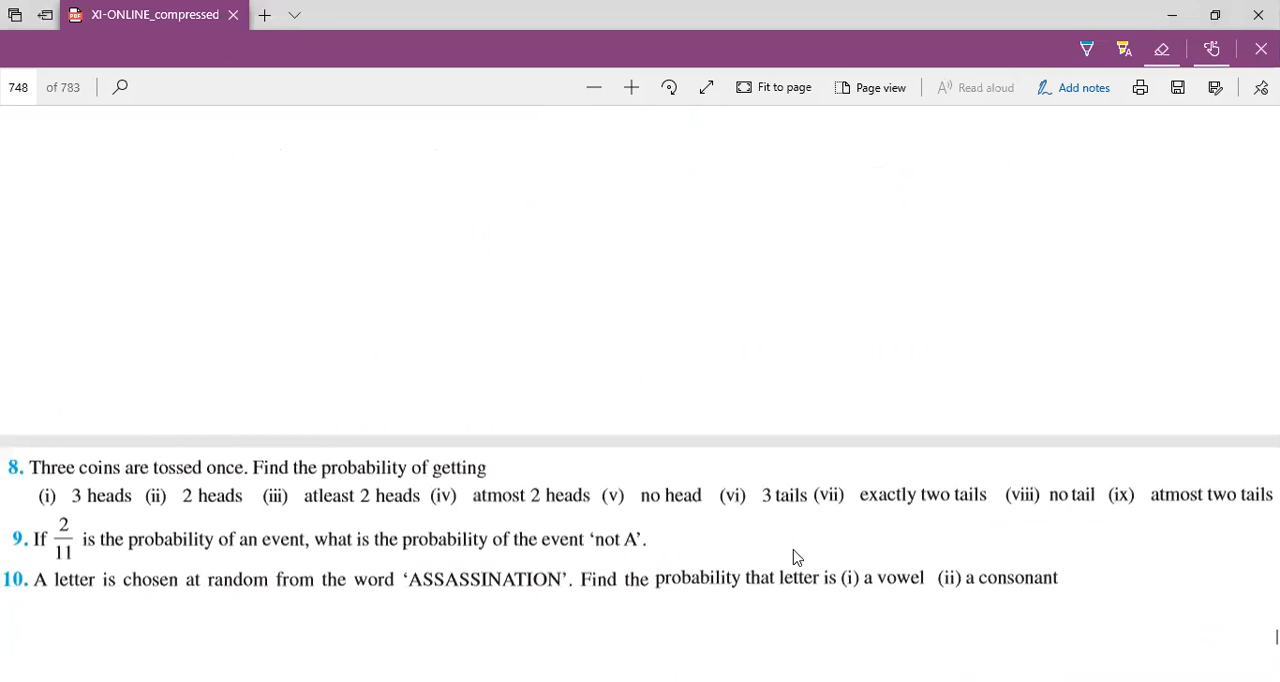 XI-ONLINE_compressed
748 of 783 Fit to page Page view Read aloud Add notes
8. Three coins are tossed once. Find the probability of getting
(i) 3 heads (ii) 2 heads (iii) atleast 2 heads (iv) atmost 2 heads (v) no head (vi) 3 tails (vii) exactly two tails (viii) no tail (ix) atmost two tails
9. If 2/11 is the probability of an event, what is the probability of the event ‘not A’.
10. A letter is chosen at random from the word ‘ASSASSINATION’. Find the probability that letter is (i) a vowel (ii) a consonant